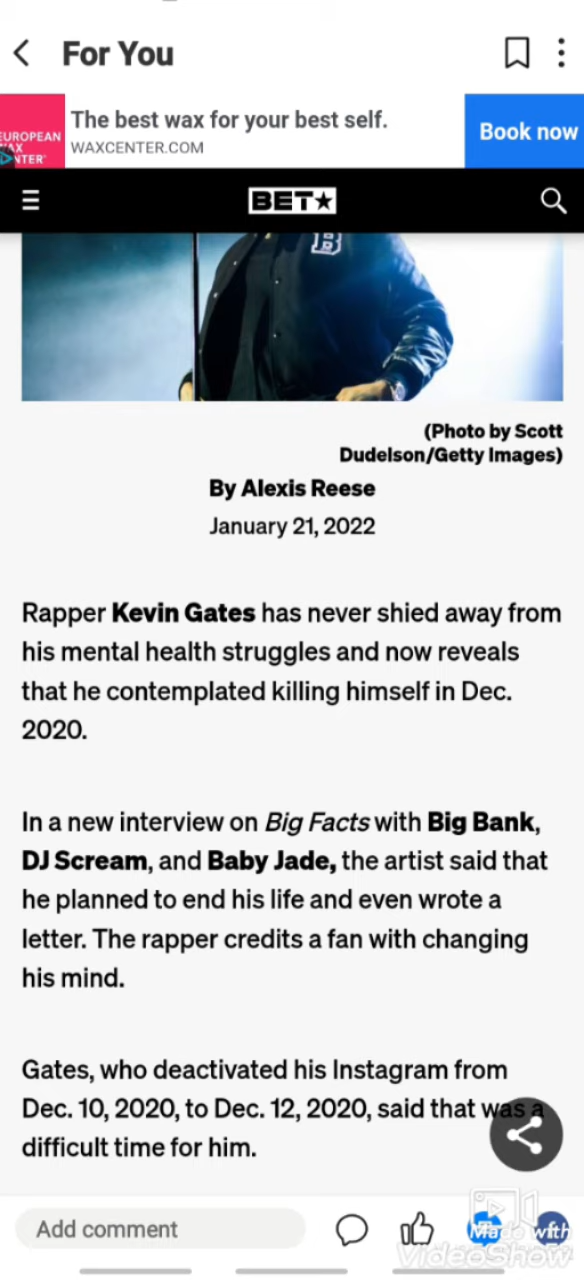 For You
EUROPEAN
WAX
CENTER
The best wax for your best self.
WAXCENTER.COM
Book now
BET
B
(Photo by Scott
Dudelson/Getty Images)
By Alexis Reese
January 21, 2022
Rapper Kevin Gates has never shied away from
his mental health struggles and now reveals
that he contemplated killing himself in Dec.
2020.
In a new interview on Big Facts with Big Bank,
DJ Scream, and Baby Jade, the artist said that
he planned to end his life and even wrote a
letter. The rapper credits a fan with changing
his mind.
Gates, who deactivated his Instagram from
Dec. 10, 2020, to Dec. 12, 2020, said that was a
difficult time for him.
Add comment
Made with
VideoShow